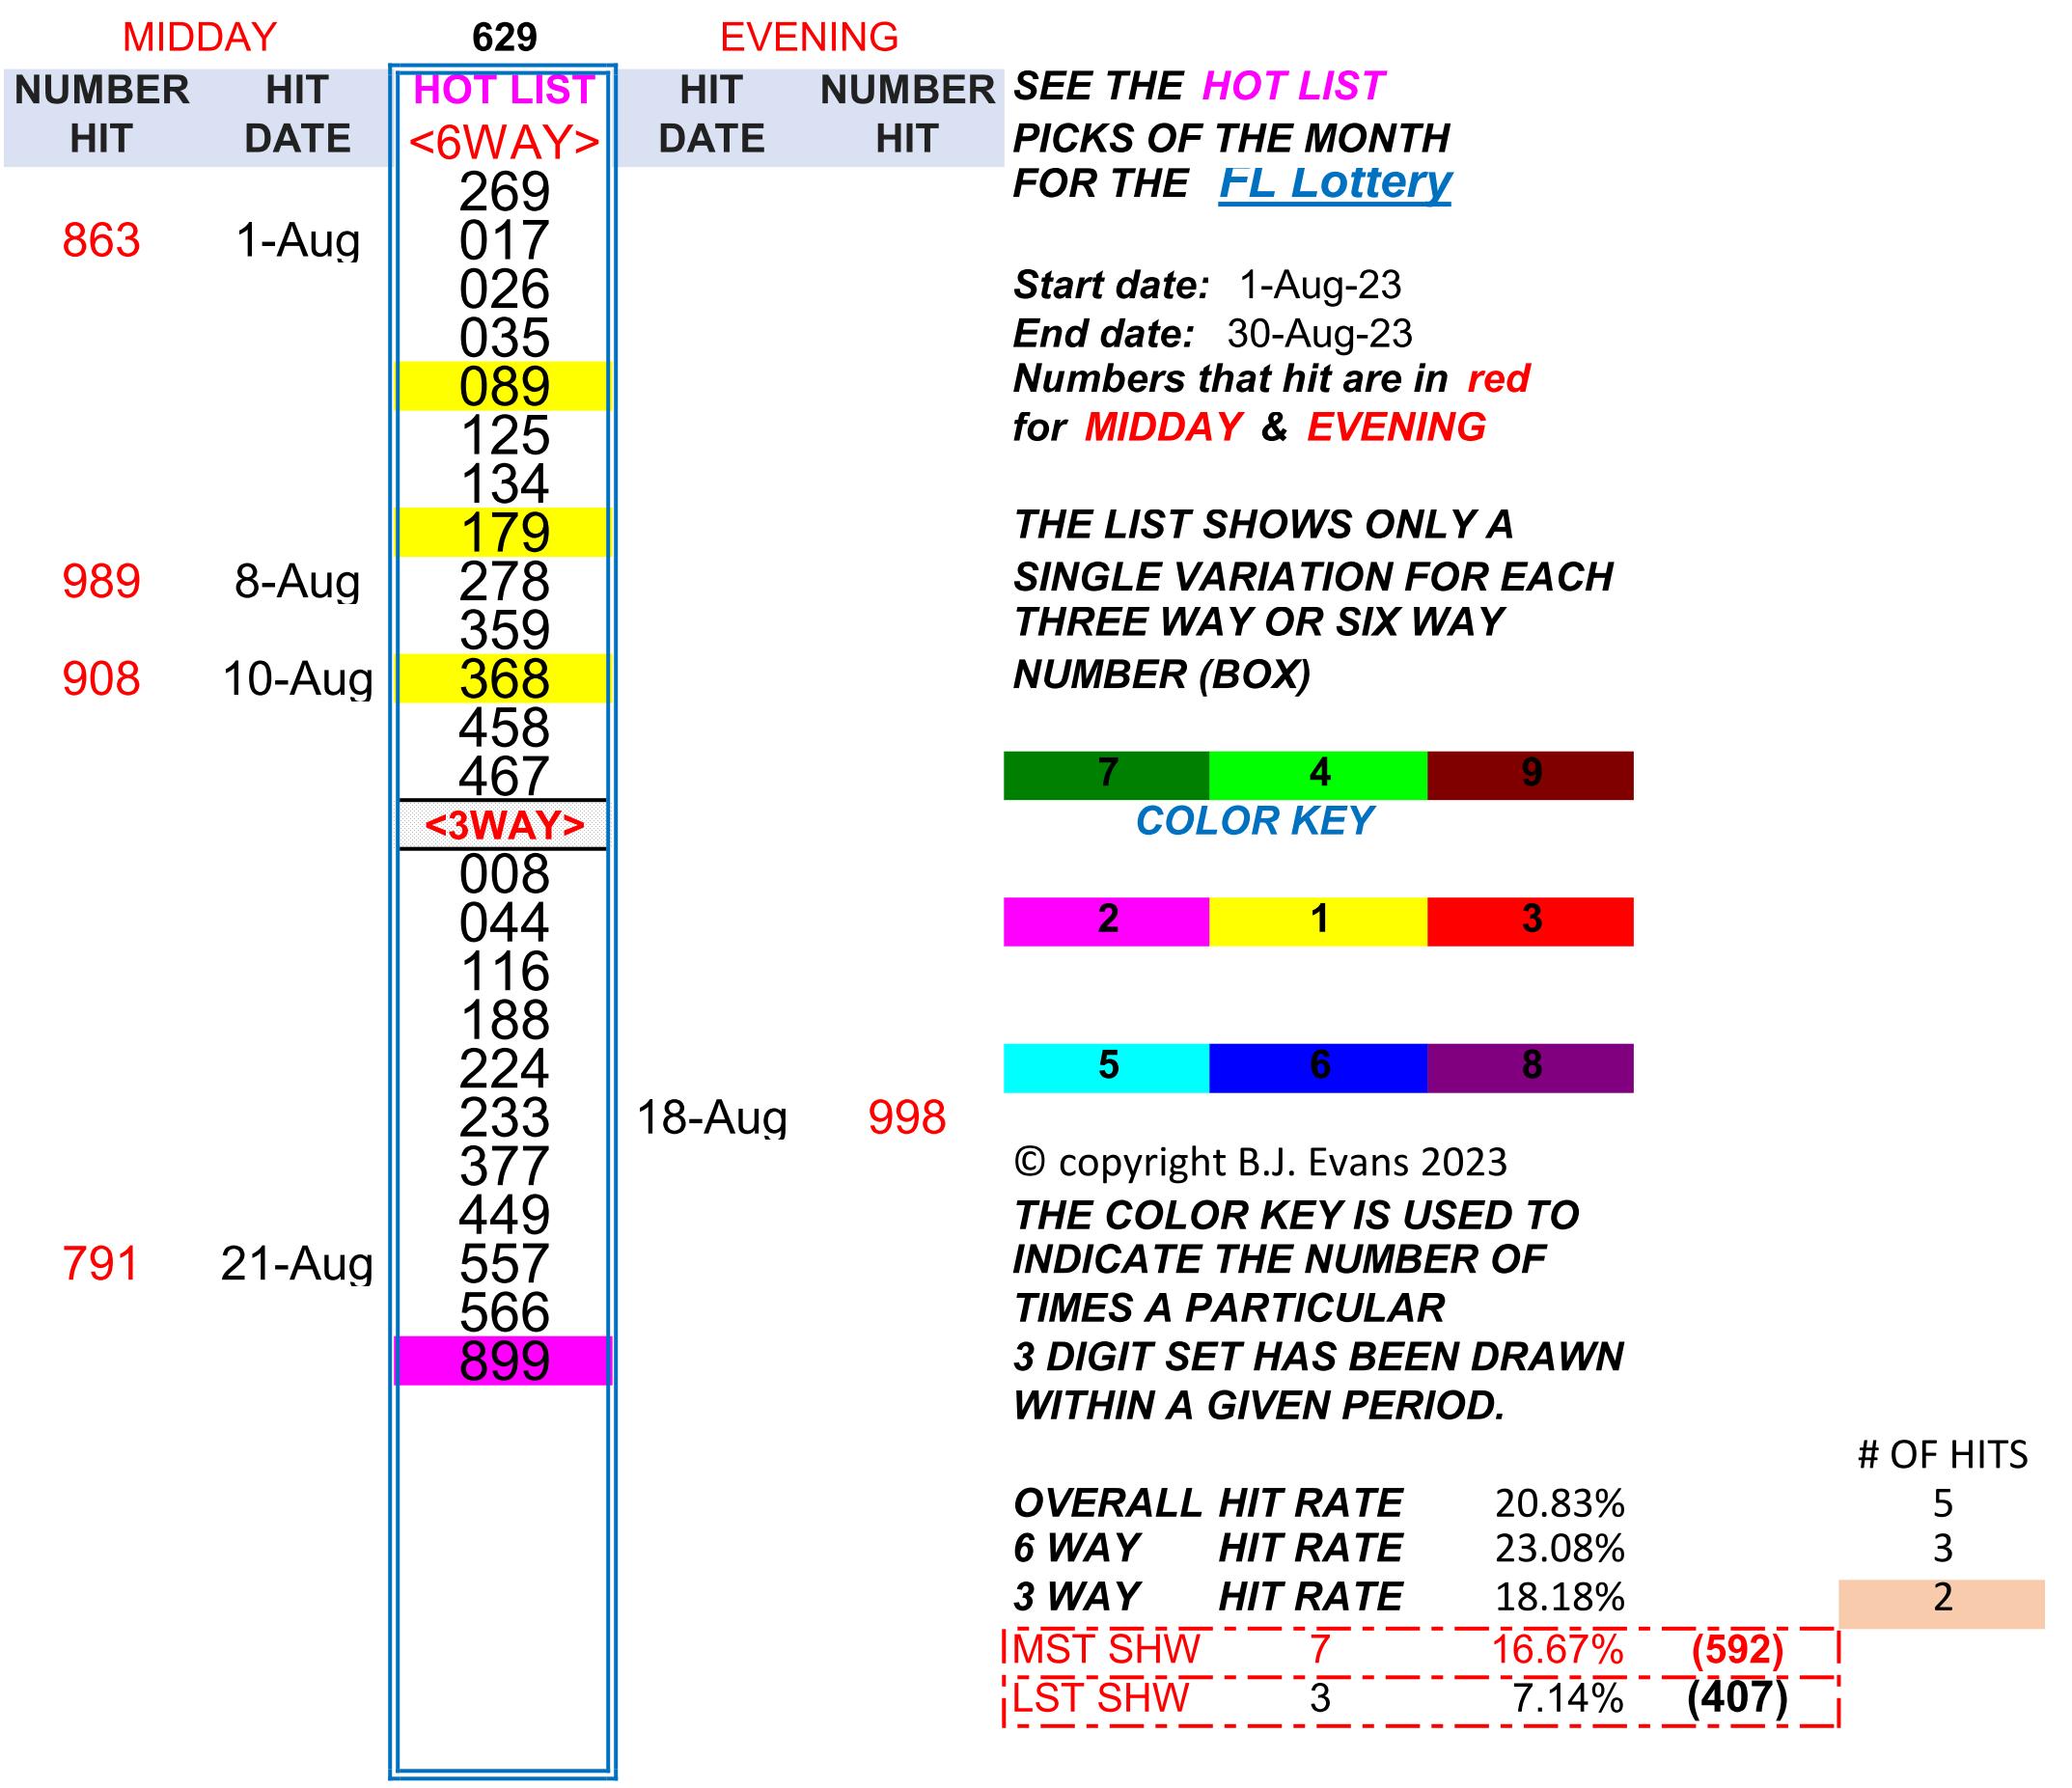 MIDDAY 629 EVENING
NUMBER HIT HOT LIST HIT NUMBER SEE THE HOT LIST
HIT DATE <6WAY> DATE HIT PICKS OF THE MONTH
269 FOR THE FL Lottery
863 1-Aug 017
026 Start date: 1-Aug-23
035 End date: 30-Aug-23
089 Numbers that hit are in red
125 for MIDDAY & EVENING
134
179 THE LIST SHOWS ONLY A
989 8-Aug 278 SINGLE VARIATION FOR EACH
359 THREE WAY OR SIX WAY
908 10-Aug 368 NUMBER (BOX)
458
467 7 4 9
<3WAY> COLOR KEY
008
044 2 1 3
116
188
224 5 6 8
233 18-Aug 998
377 © copyright B.J. Evans 2023
449 THE COLOR KEY IS USED TO
791 21-Aug 557 INDICATE THE NUMBER OF
566 TIMES A PARTICULAR
899 3 DIGIT SET HAS BEEN DRAWN
WITHIN A GIVEN PERIOD.
# OF HITS
OVERALL HIT RATE 20.83% 5
6 WAY HIT RATE 23.08% 3
3 WAY HIT RATE 18.18% 2
MST SHW 7 16.67% (592)
LST SHW 3 7.14% (407)